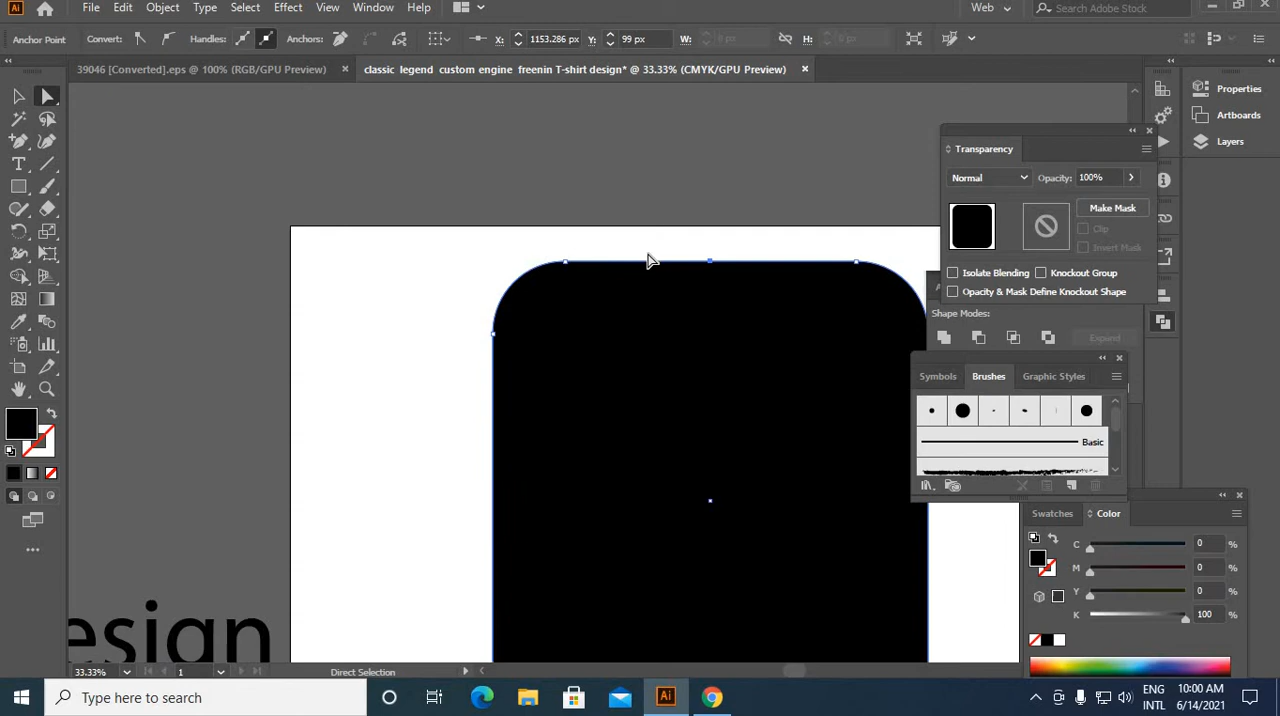 Ai
File Edit Object Type Select Effect View Window Help
Web
Search Adobe Stock
Anchor Point Convert: Handles: Anchors: X: 1153.286 px Y: 99 px W: 0 px H: 0 px
39046 [Converted].eps @ 100% (RGB/GPU Preview)
classic legend custom engine freenin T-shirt design* @ 33.33% (CMYK/GPU Preview)
Properties
Artboards
Layers
Transparency
Normal Opacity: 100%
Make Mask
Clip
Invert Mask
Isolate Blending Knockout Group
Opacity & Mask Define Knockout Shape
Shape Modes:
Expand
Symbols Brushes Graphic Styles
Basic
Swatches Color
C 0 %
M 0 %
Y 0 %
K 100 %
esign
33.33% 1 Direct Selection
Type here to search
Ai
ENG
INTL
10:00 AM
6/14/2021